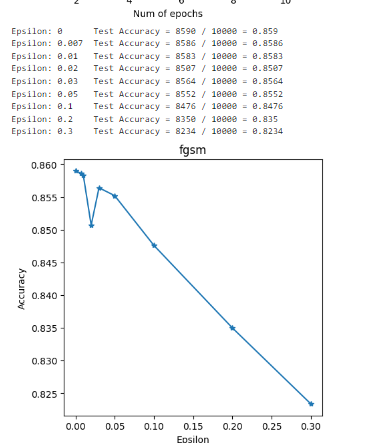 2 4 6 8 10
Num of epochs
Epsilon: 0 Test Accuracy = 8590 / 10000 = 0.859
Epsilon: 0.007 Test Accuracy = 8586 / 10000 = 0.8586
Epsilon: 0.01 Test Accuracy = 8583 / 10000 = 0.8583
Epsilon: 0.02 Test Accuracy = 8507 / 10000 = 0.8507
Epsilon: 0.03 Test Accuracy = 8564 / 10000 = 0.8564
Epsilon: 0.05 Test Accuracy = 8552 / 10000 = 0.8552
Epsilon: 0.1 Test Accuracy = 8476 / 10000 = 0.8476
Epsilon: 0.2 Test Accuracy = 8350 / 10000 = 0.835
Epsilon: 0.3 Test Accuracy = 8234 / 10000 = 0.8234
fgsm
0.860
0.855
0.850
0.845
0.840
0.835
0.830
0.825
Accuracy
0.00 0.05 0.10 0.15 0.20 0.25 0.30
Epsilon